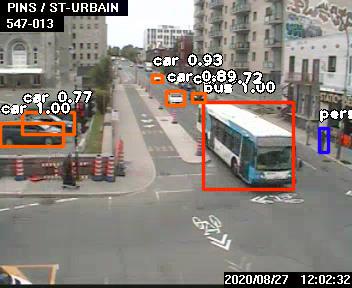 PINS / ST-URBAIN
547-013
car 0.93
car 0.89
.72
car 0.77
bus 1.00
car 1.00
pers
2020/08/27 12:02:32